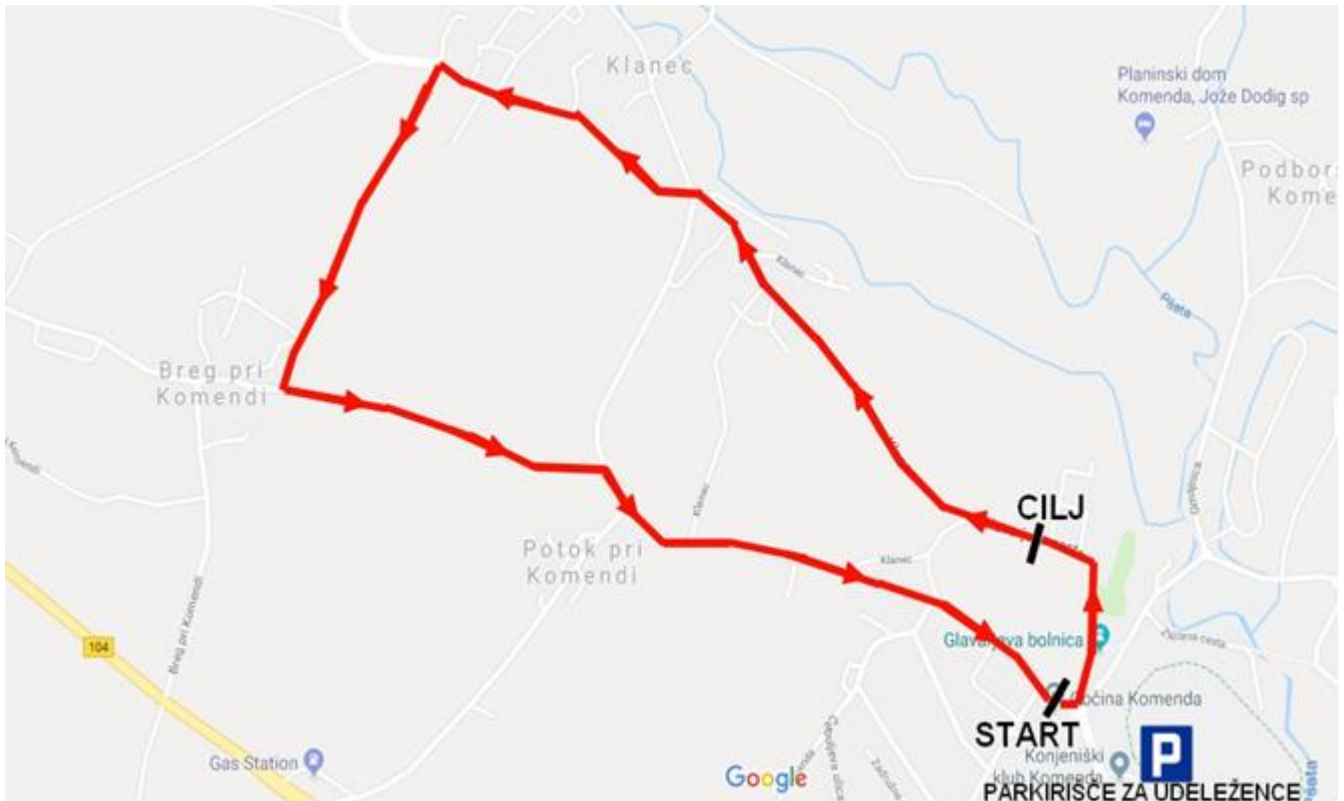 Klanec
Planinski dom
Komenda, Jože Dodig sp
Podbor
Kome
Klanec
Pšata
Breg pri
Komendi
Klanec
CILJ
Potok pri
Komendi
Klanec
Breg pri Komendi
104
Glavarjeva bolnica
Občina Komenda
START
Gas Station
Konjeniški
klub Komenda
P
Google
PARKIRIŠČE ZA UDELEŽENCE
Pšata